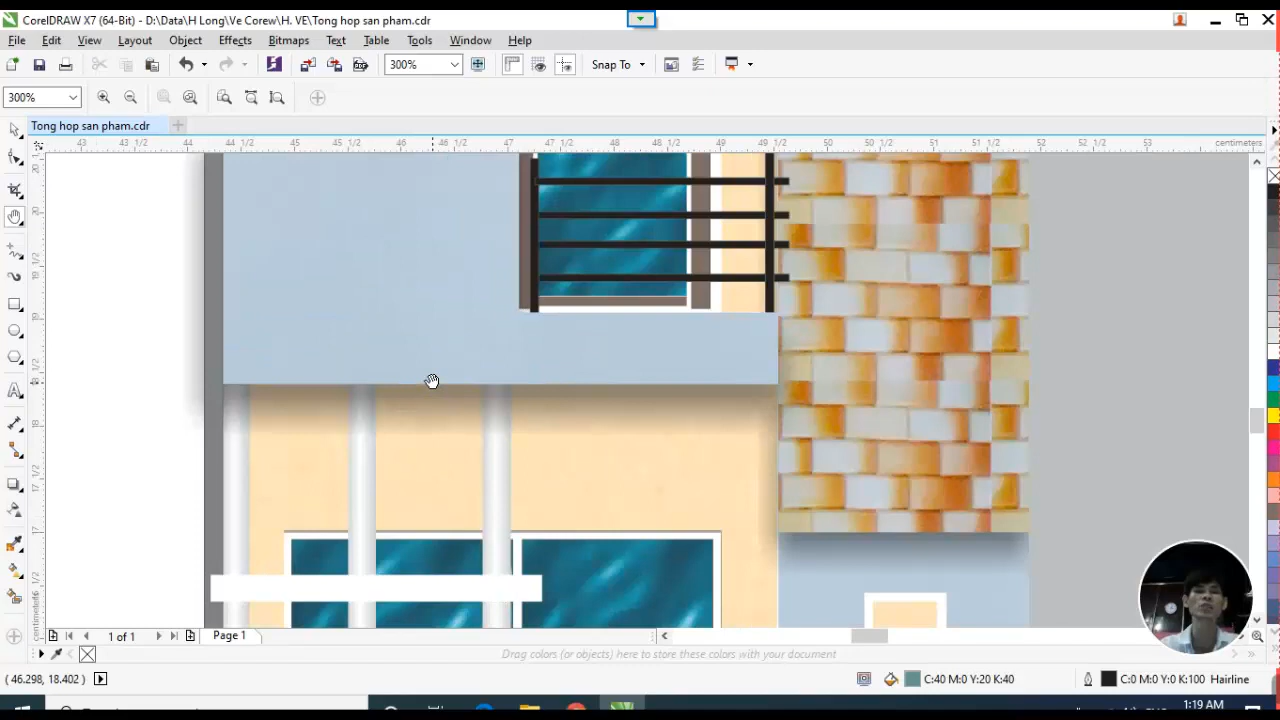 CorelDRAW X7 (64-Bit) - D:\Data\H Long\Ve Corew\H. VE\Tong hop san pham.cdr
File Edit View Layout Object Effects Bitmaps Text Table Tools Window Help
300% Snap To
300%
Tong hop san pham.cdr
43 43 1/2 44 44 1/2 45 45 1/2 46 46 1/2 47 47 1/2 48 48 1/2 49 49 1/2 50 50 1/2 51 51 1/2 52 52 1/2 53 centimeters
1 of 1 Page 1
Drag colors (or objects) here to store these colors with your document
( 46.298, 18.402 ) C:40 M:0 Y:20 K:40 C:0 M:0 Y:0 K:100 Hairline
1:19 AM